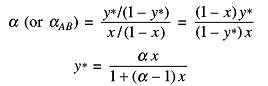 α (or α_AB) = y*/(1 − y*) / x/(1 − x) = (1 − x) y* / (1 − y*) x
y* = α x / 1 + (α − 1) x